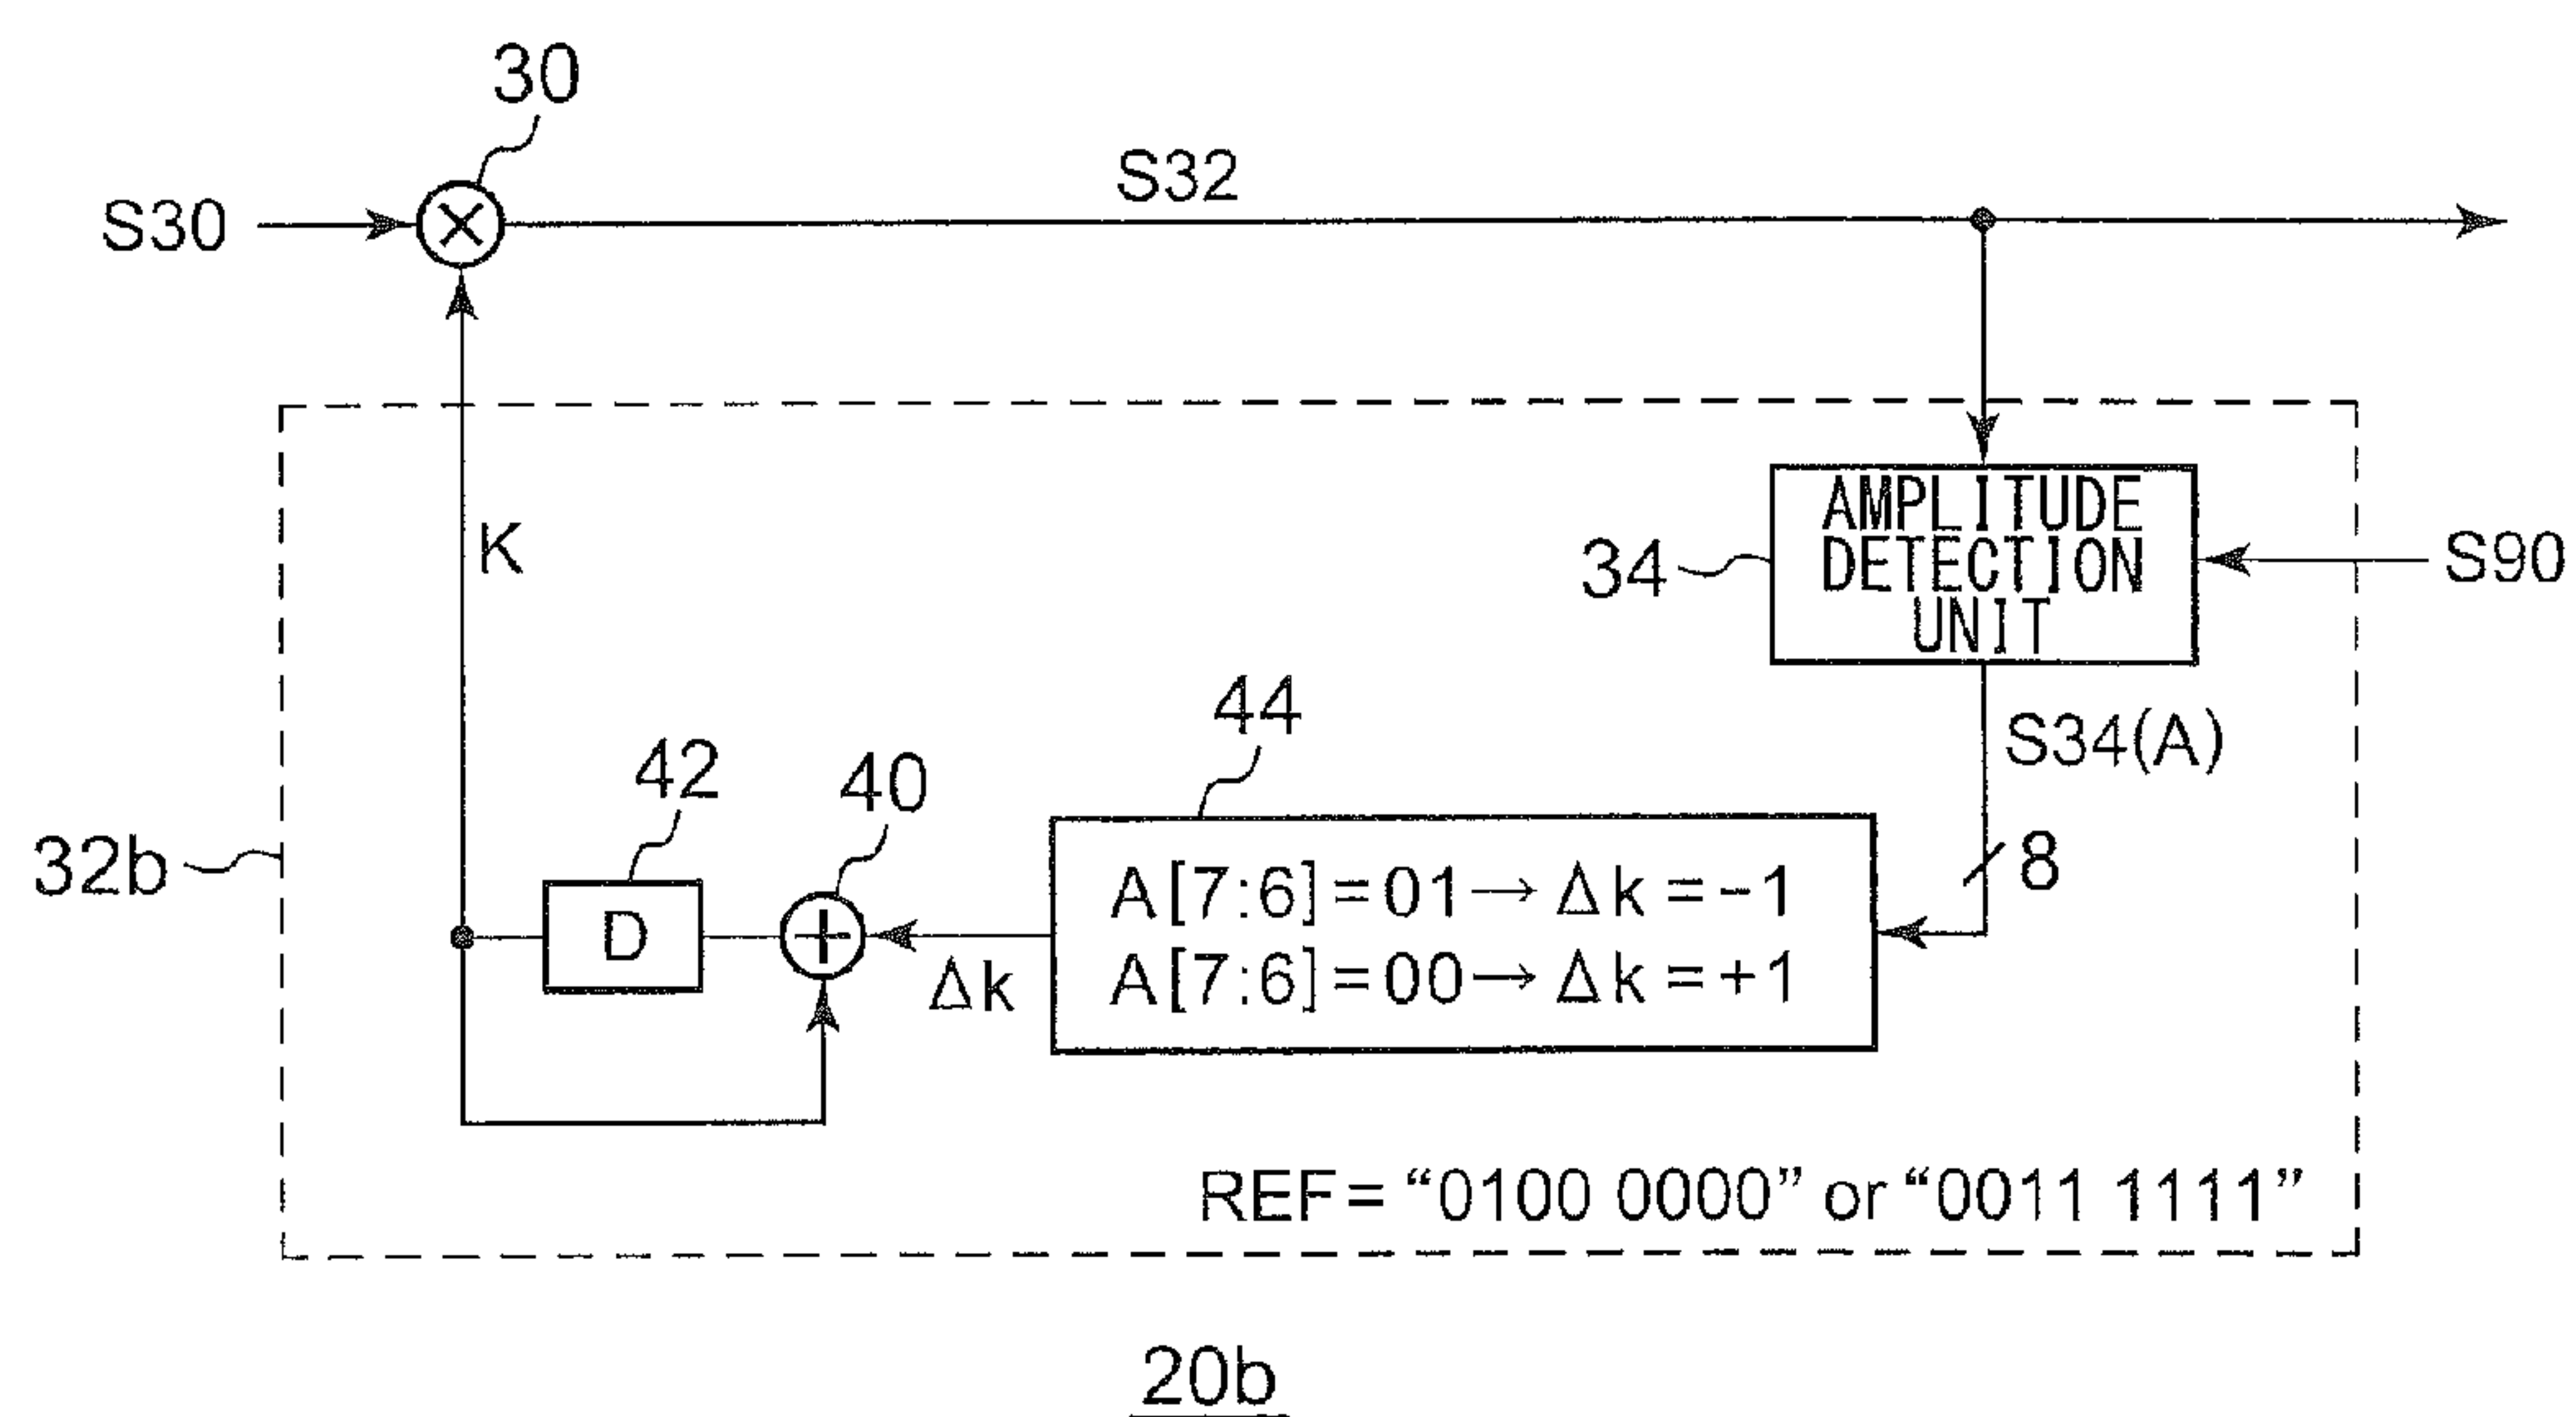 30
S30
S32
K
34
AMPLITUDE
DETECTION
UNIT
S90
S34(A)
8
44
42
40
32b
D
Δk
A[7:6]=01→Δk=-1
A[7:6]=00→Δk=+1
REF= “0100 0000” or “0011 1111”
20b